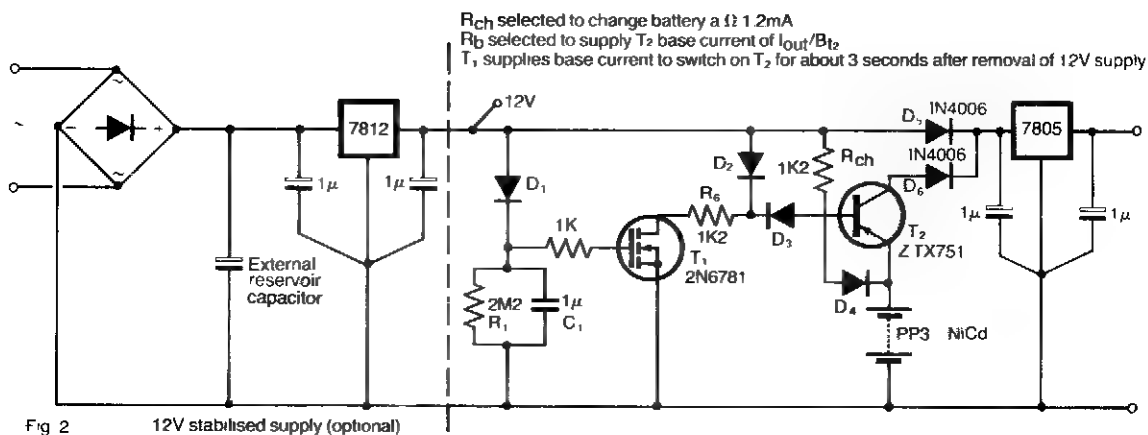 Rch selected to change battery a Ω 1.2mA
Rb selected to supply T2 base current of Iout/Bt2
T1 supplies base current to switch on T2 for about 3 seconds after removal of 12V supply
12V
~
~
~
−
+
7812
1μ
1μ
External
reservoir
capacitor
D1
1K
2M2
R1
1μ
C1
T1
2N6781
R6
1K2
D2
D3
1K2
Rch
D4
T2
ZTX751
D5
1N4006
1N4006
D6
PP3 NiCd
7805
1μ
1μ
Fig 2
12V stabilised supply (optional)